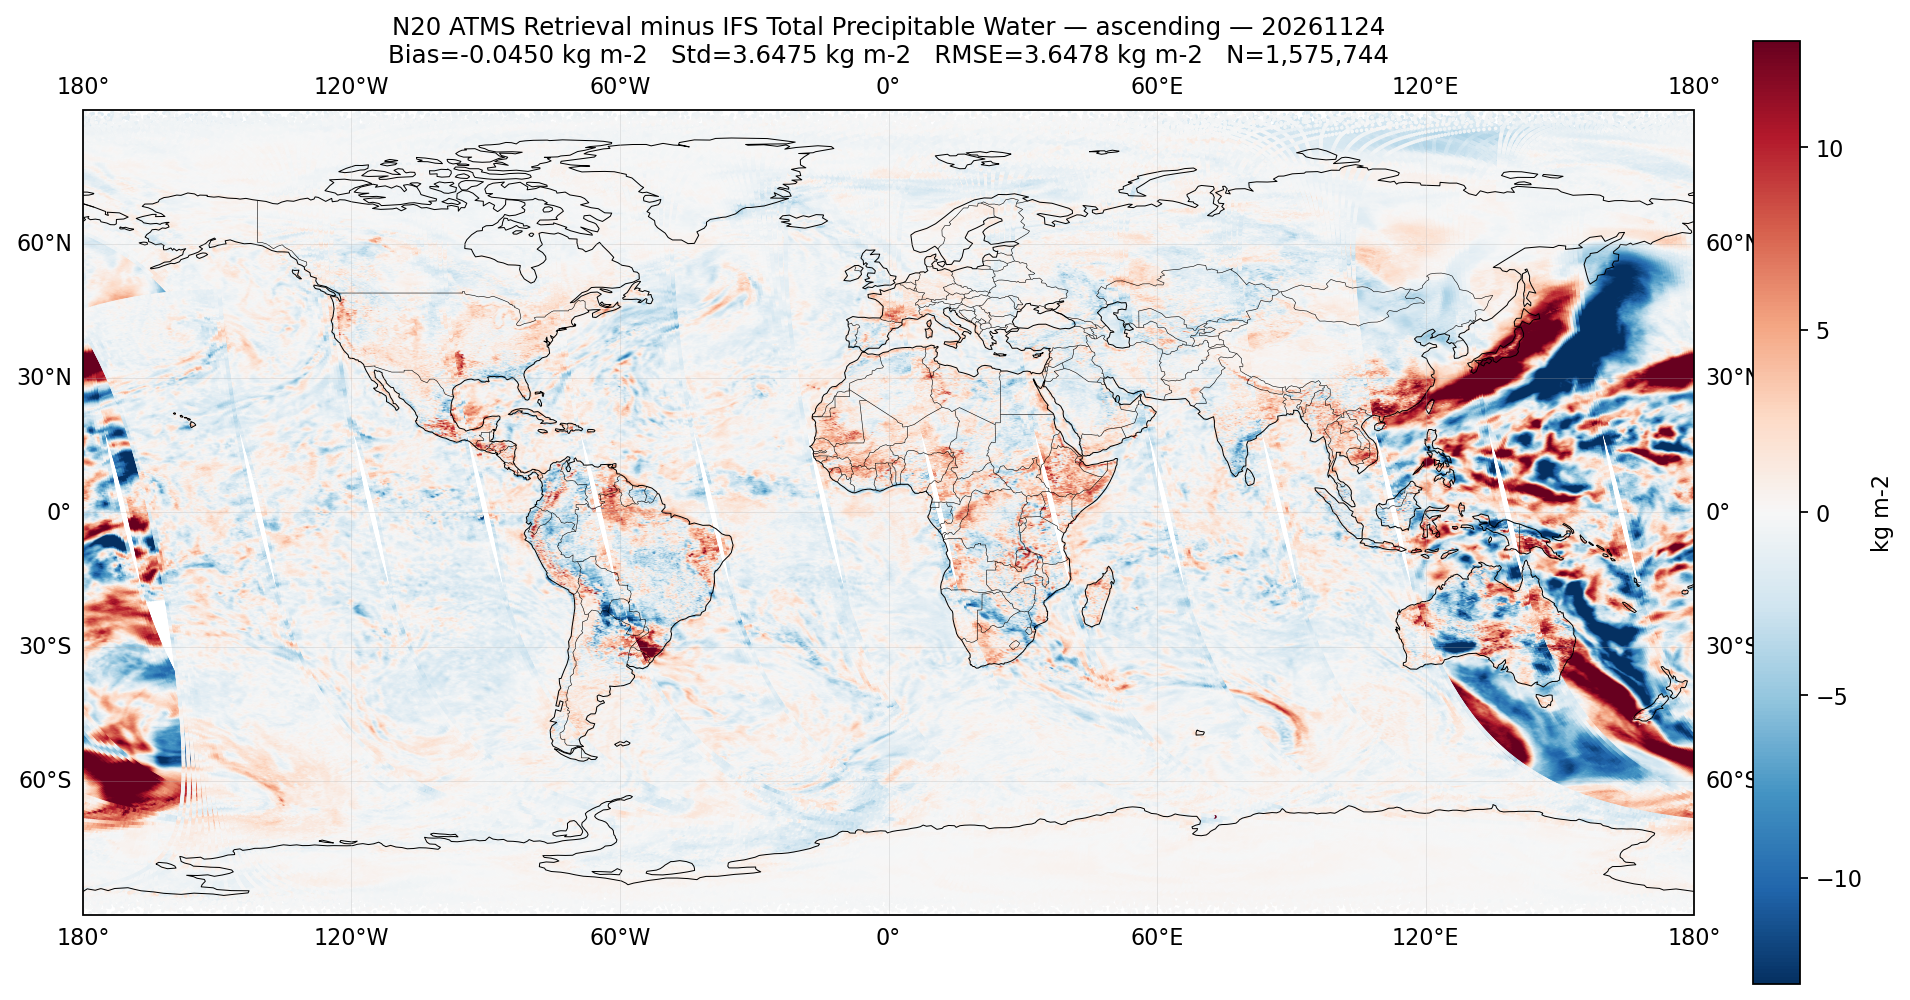 N20 ATMS Retrieval minus IFS Total Precipitable Water — ascending — 20261124
Bias=-0.0450 kg m-2   Std=3.6475 kg m-2   RMSE=3.6478 kg m-2   N=1,575,744
180° 120°W 60°W 0° 60°E 120°E 180°
60°N 60°N
30°N 30°N
0° 0°
30°S 30°S
60°S 60°S
180° 120°W 60°W 0° 60°E 120°E 180°
10
5
0
−5
−10
kg m-2